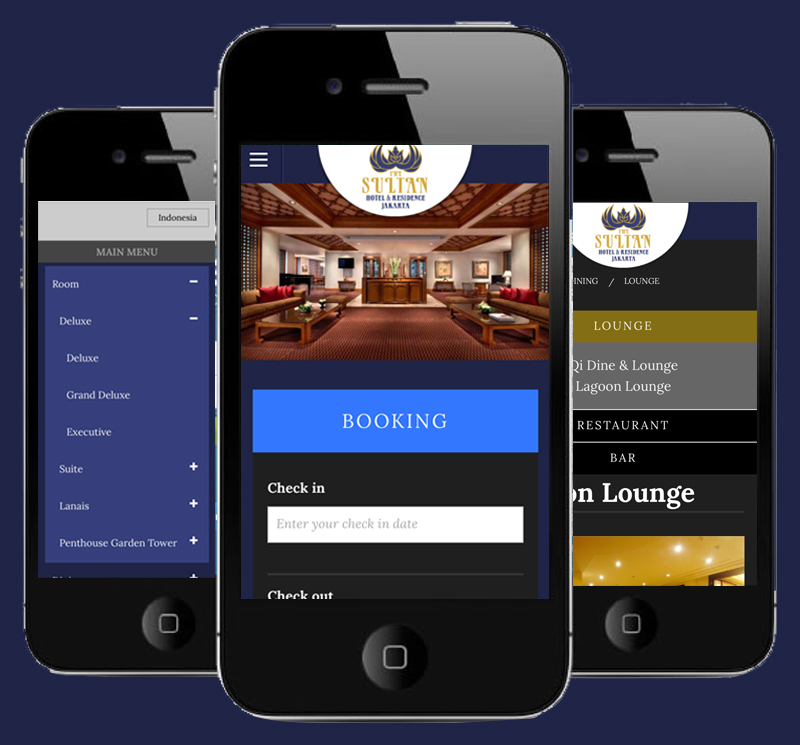 Indonesia
MAIN MENU
Room
Deluxe
Deluxe
Grand Deluxe
Executive
Suite
Lanais
Penthouse Garden Tower
THE
SULTAN
HOTEL & RESIDENCE
JAKARTA
BOOKING
Check in
Enter your check in date
Check out
THE
SULTAN
HOTEL & RESIDENCE
JAKARTA
INING / LOUNGE
LOUNGE
Qi Dine & Lounge
Lagoon Lounge
RESTAURANT
BAR
on Lounge